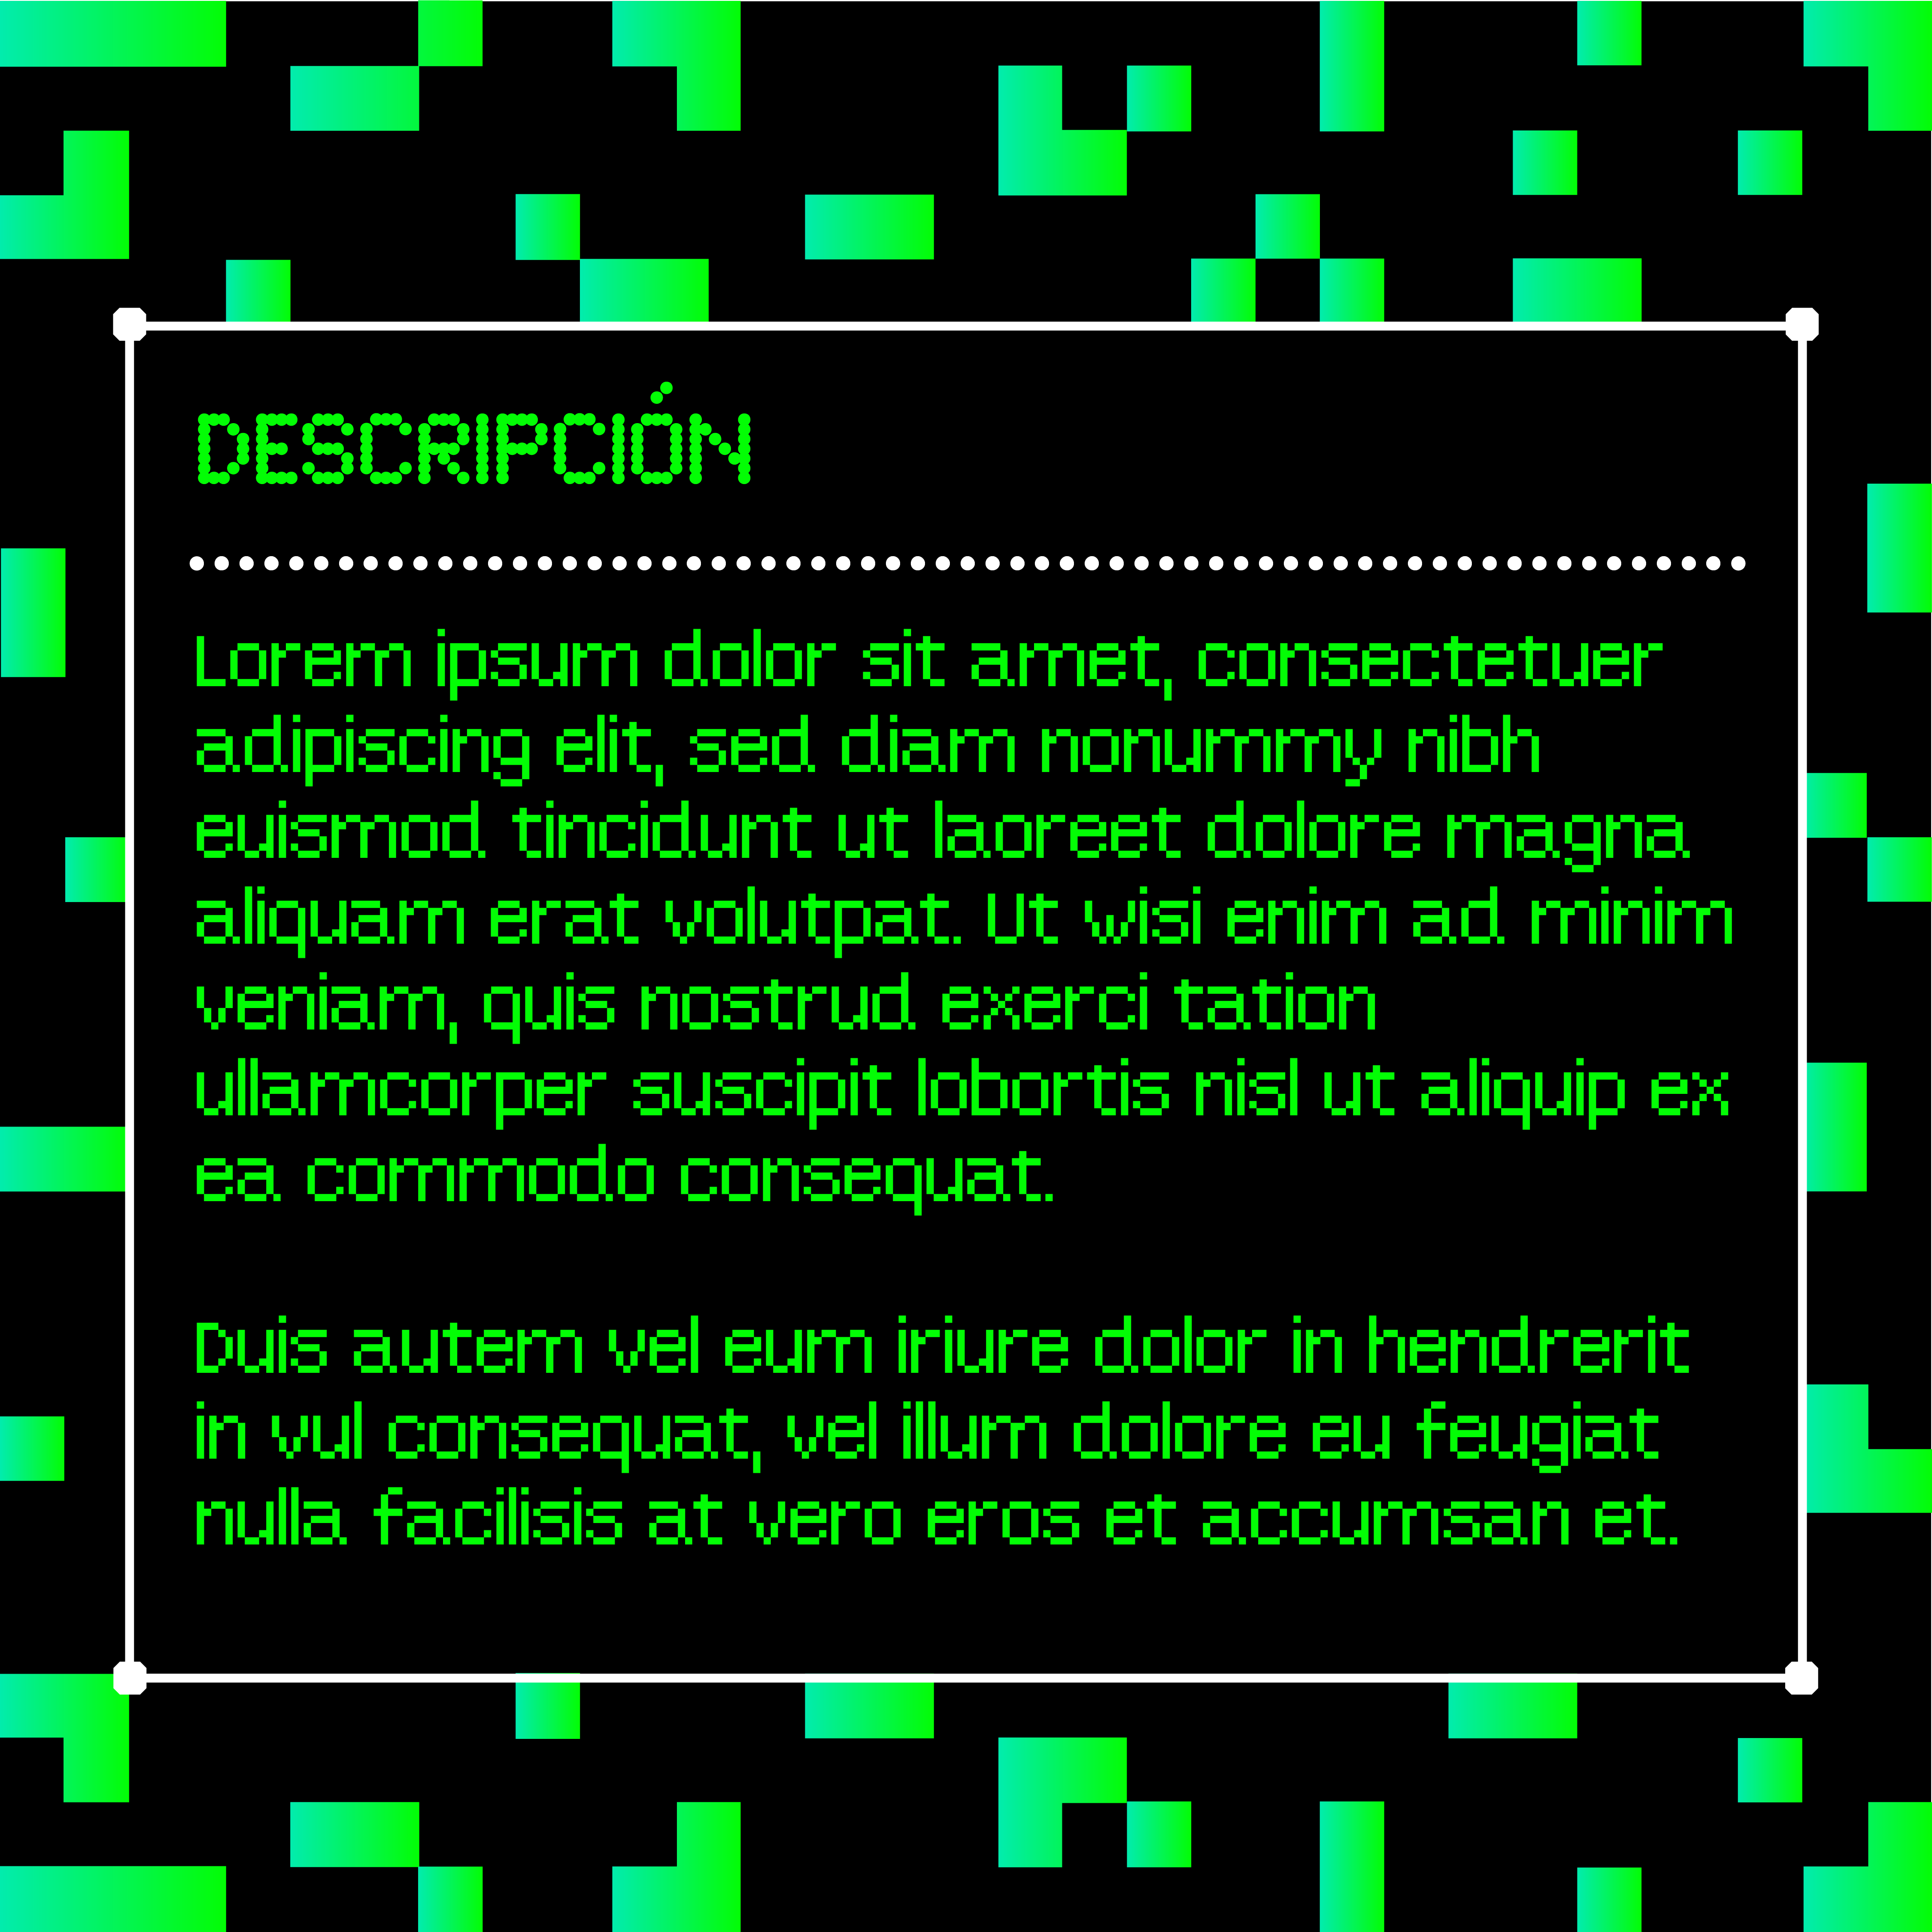 DESCRIPCIÓN
Lorem ipsum dolor sit amet, consectetuer
adipiscing elit, sed diam nonummy nibh
euismod tincidunt ut laoreet dolore magna
aliquam erat volutpat. Ut wisi enim ad minim
veniam, quis nostrud exerci tation
ullamcorper suscipit lobortis nisl ut aliquip ex
ea commodo consequat.
Duis autem vel eum iriure dolor in hendrerit
in vul consequat, vel illum dolore eu feugiat
nulla facilisis at vero eros et accumsan et.